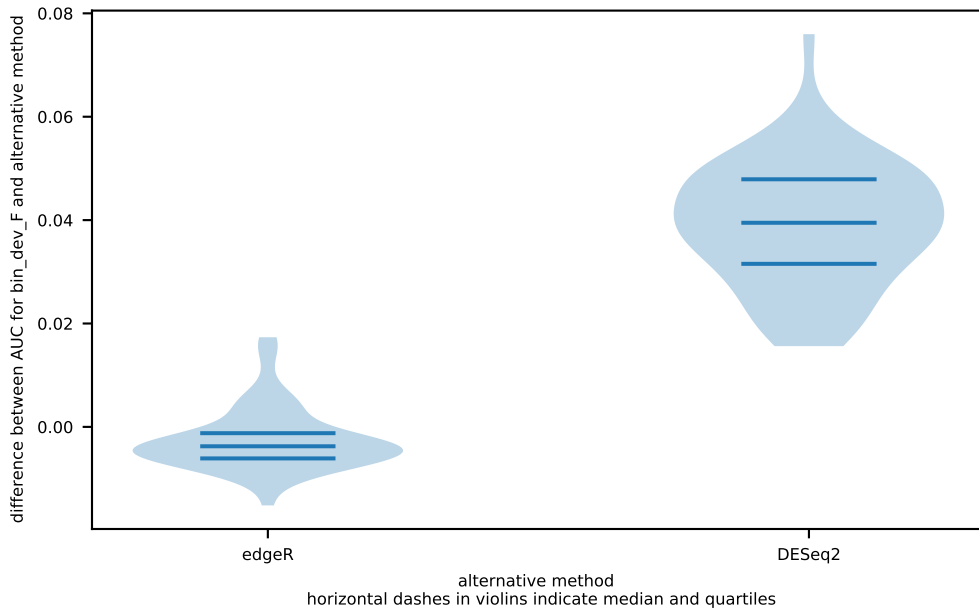 difference between AUC for bin_dev_F and alternative method
0.08
0.06
0.04
0.02
0.00
edgeR
DESeq2
alternative method
horizontal dashes in violins indicate median and quartiles